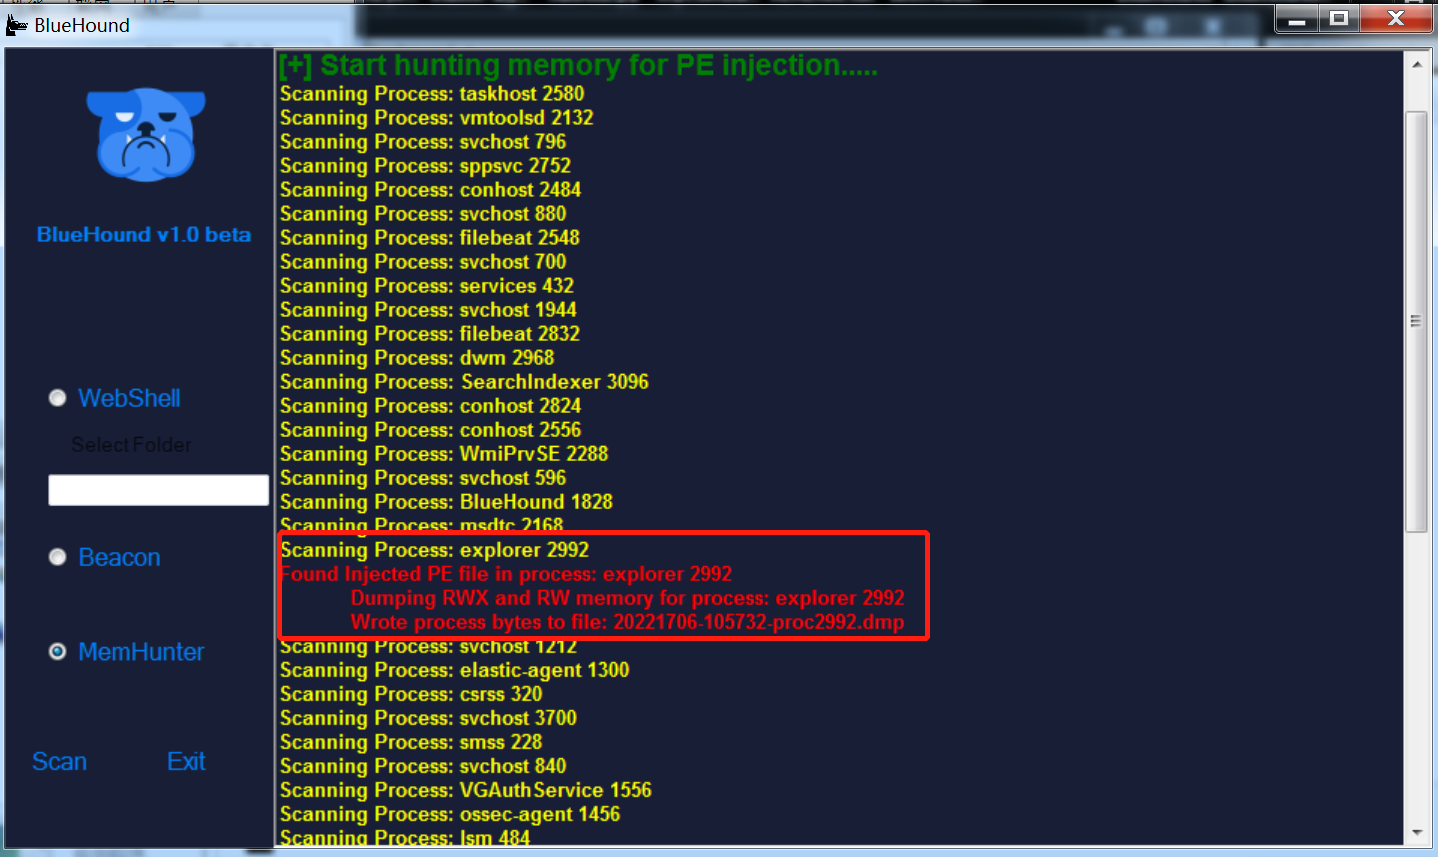 BlueHound
BlueHound v1.0 beta
WebShell
Select Folder
Beacon
MemHunter
Scan
Exit
[+] Start hunting memory for PE injection.....
Scanning Process: taskhost 2580
Scanning Process: vmtoolsd 2132
Scanning Process: svchost 796
Scanning Process: sppsvc 2752
Scanning Process: conhost 2484
Scanning Process: svchost 880
Scanning Process: filebeat 2548
Scanning Process: svchost 700
Scanning Process: services 432
Scanning Process: svchost 1944
Scanning Process: filebeat 2832
Scanning Process: dwm 2968
Scanning Process: SearchIndexer 3096
Scanning Process: conhost 2824
Scanning Process: conhost 2556
Scanning Process: WmiPrvSE 2288
Scanning Process: svchost 596
Scanning Process: BlueHound 1828
Scanning Process: msdtc 2168
Scanning Process: explorer 2992
Found Injected PE file in process: explorer 2992
Dumping RWX and RW memory for process: explorer 2992
Wrote process bytes to file: 20221706-105732-proc2992.dmp
Scanning Process: svchost 1212
Scanning Process: elastic-agent 1300
Scanning Process: csrss 320
Scanning Process: svchost 3700
Scanning Process: smss 228
Scanning Process: svchost 840
Scanning Process: VGAuthService 1556
Scanning Process: ossec-agent 1456
Scanning Process: lsm 484